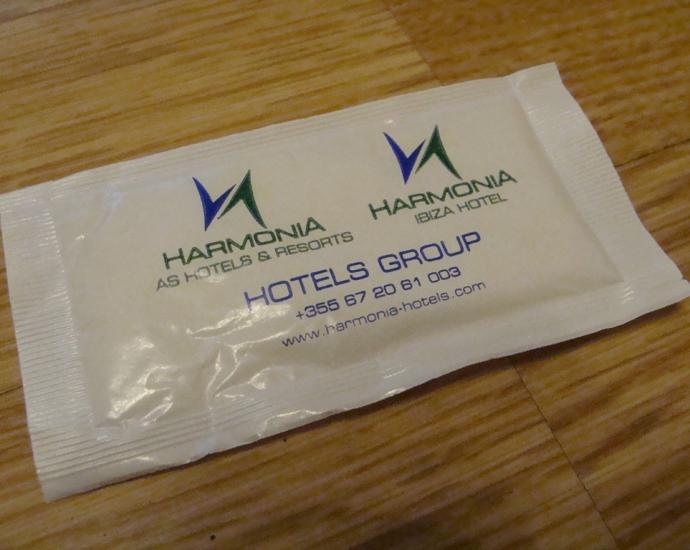 HARMONIA
AS HOTELS & RESORTS
HARMONIA
IBIZA HOTEL
HOTELS GROUP
+355 67 20 61 003
www.harmonia-hotels.com